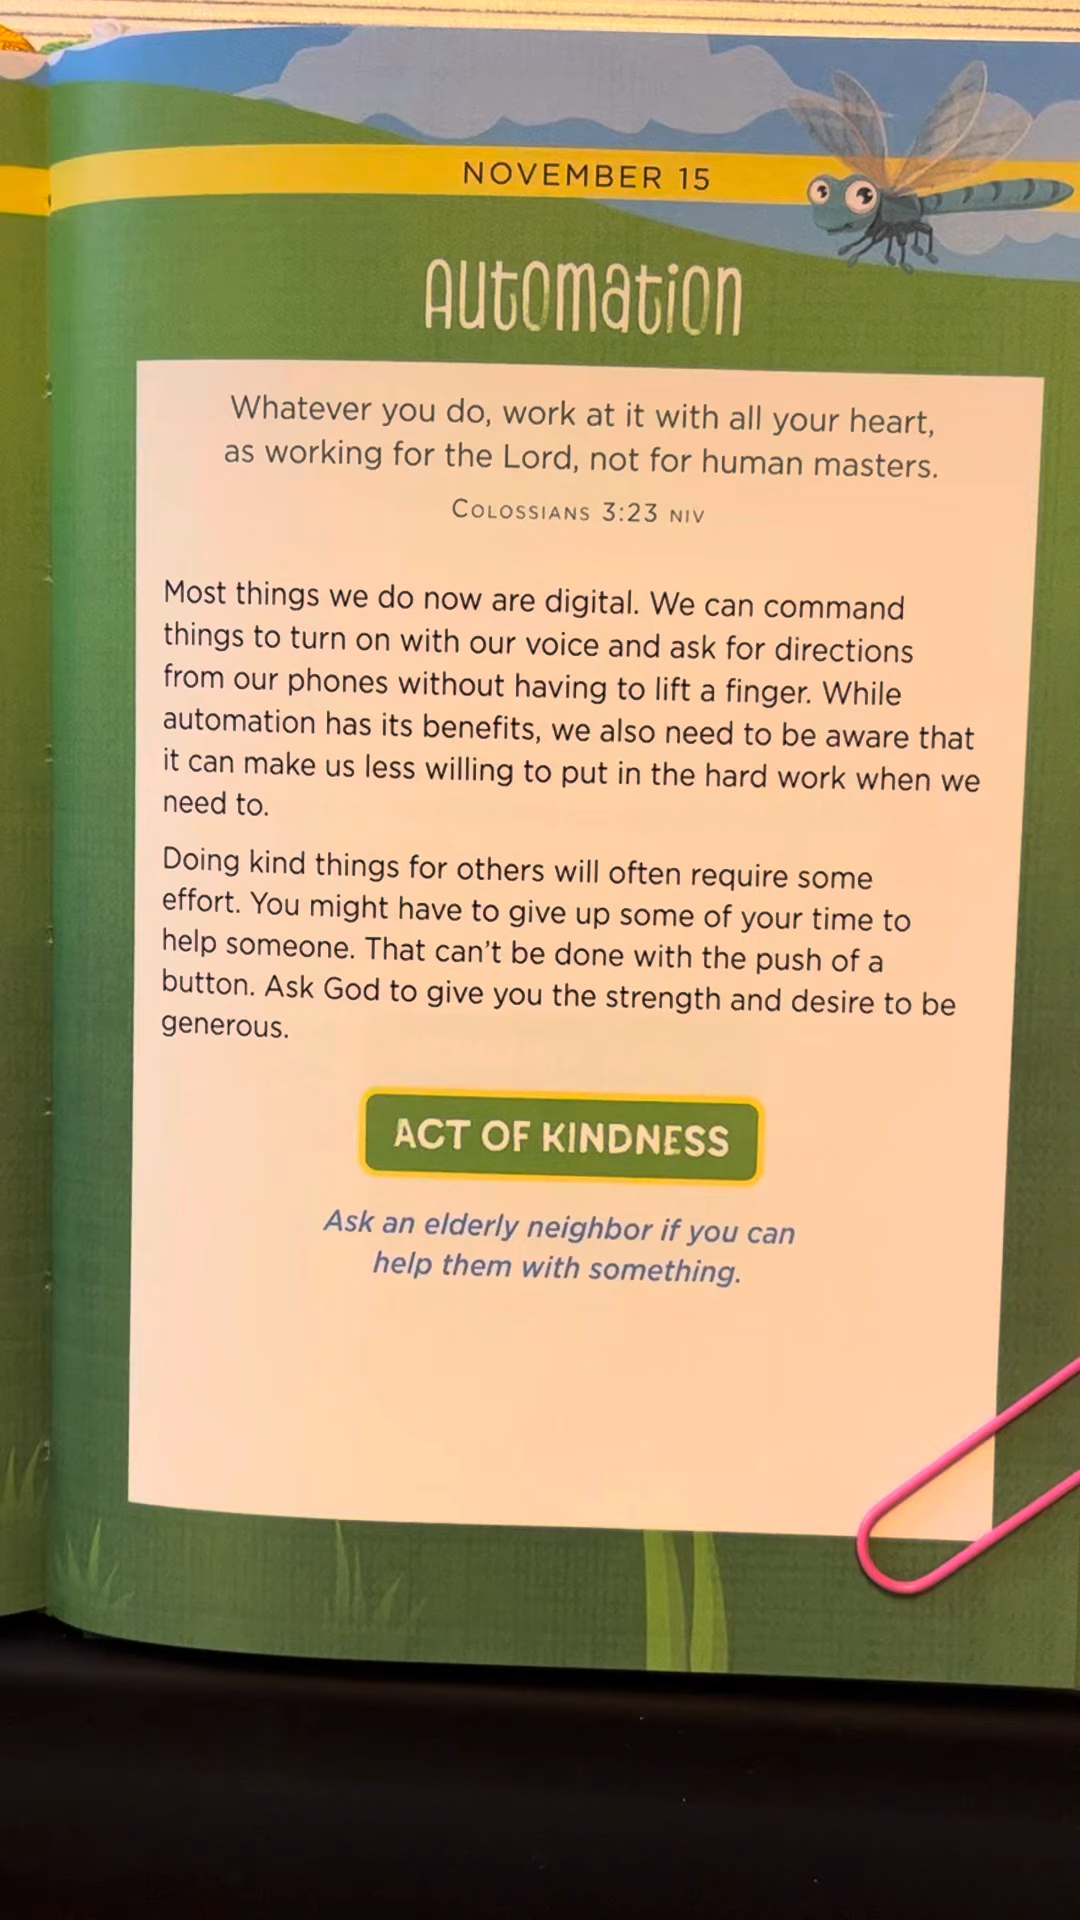 NOVEMBER 15
Automation
Whatever you do, work at it with all your heart,
as working for the Lord, not for human masters.
COLOSSIANS 3:23 NIV
Most things we do now are digital. We can command
things to turn on with our voice and ask for directions
from our phones without having to lift a finger. While
automation has its benefits, we also need to be aware that
it can make us less willing to put in the hard work when we
need to.
Doing kind things for others will often require some
effort. You might have to give up some of your time to
help someone. That can't be done with the push of a
button. Ask God to give you the strength and desire to be
generous.
ACT OF KINDNESS
Ask an elderly neighbor if you can
help them with something.